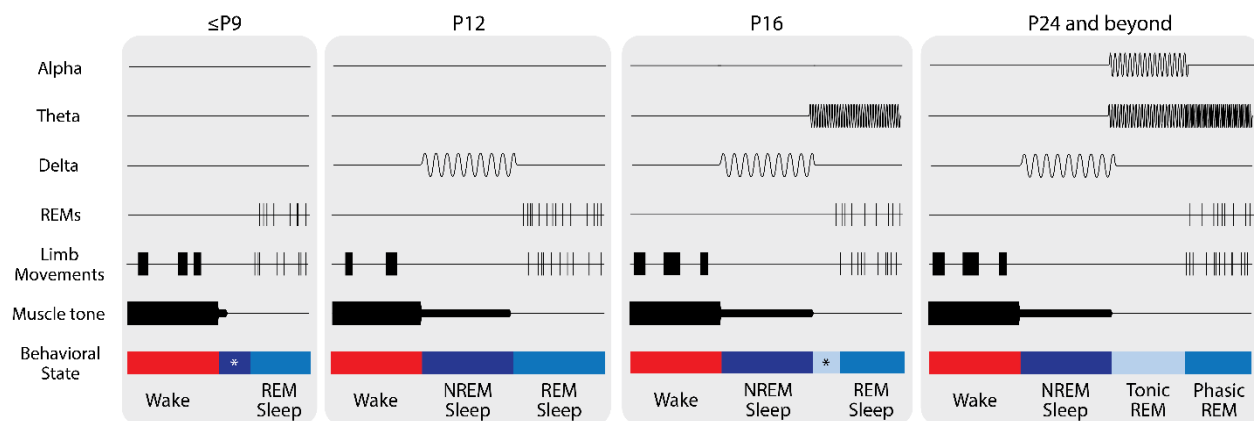 ≤P9
P12
P16
P24 and beyond
Alpha
Theta
Delta
REMs
Limb
Movements
Muscle tone
Behavioral
State
*
*
Wake
REM
Sleep
Wake
NREM
Sleep
REM
Sleep
Wake
NREM
Sleep
REM
Sleep
Wake
NREM
Sleep
Tonic
REM
Phasic
REM